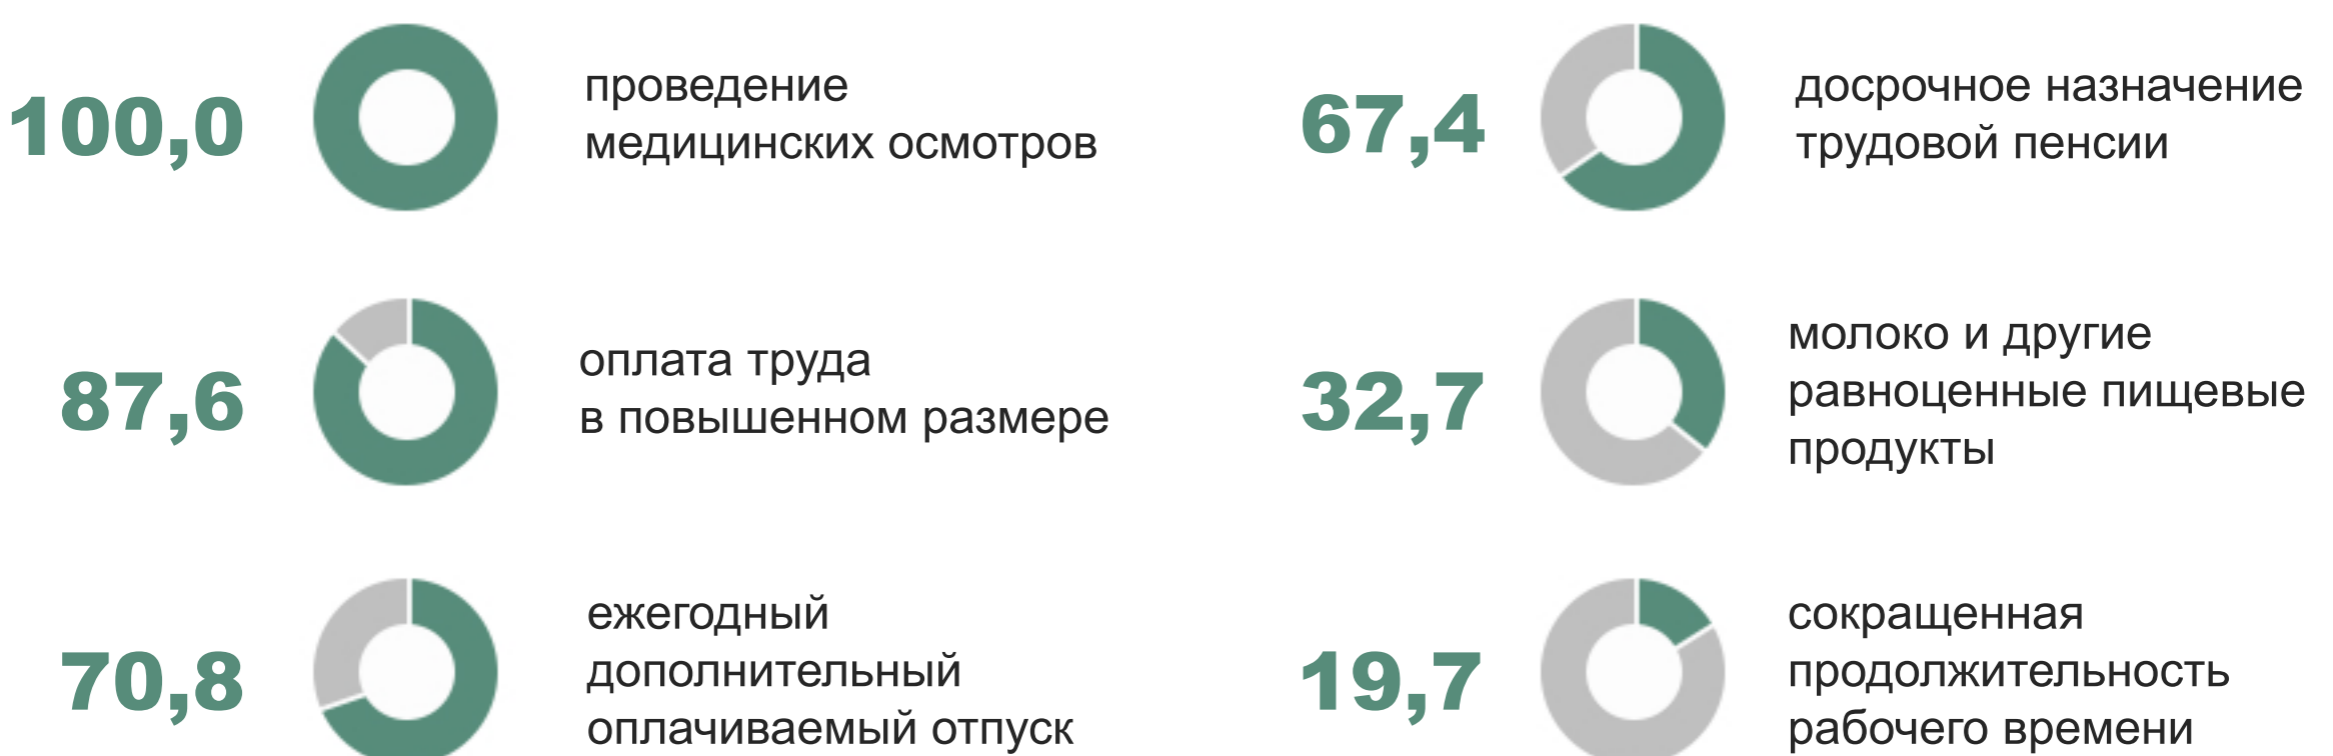 100,0
проведение
медицинских осмотров
87,6
оплата труда
в повышенном размере
70,8
ежегодный
дополнительный
оплачиваемый отпуск
67,4
досрочное назначение
трудовой пенсии
32,7
молоко и другие
равноценные пищевые
продукты
19,7
сокращенная
продолжительность
рабочего времени